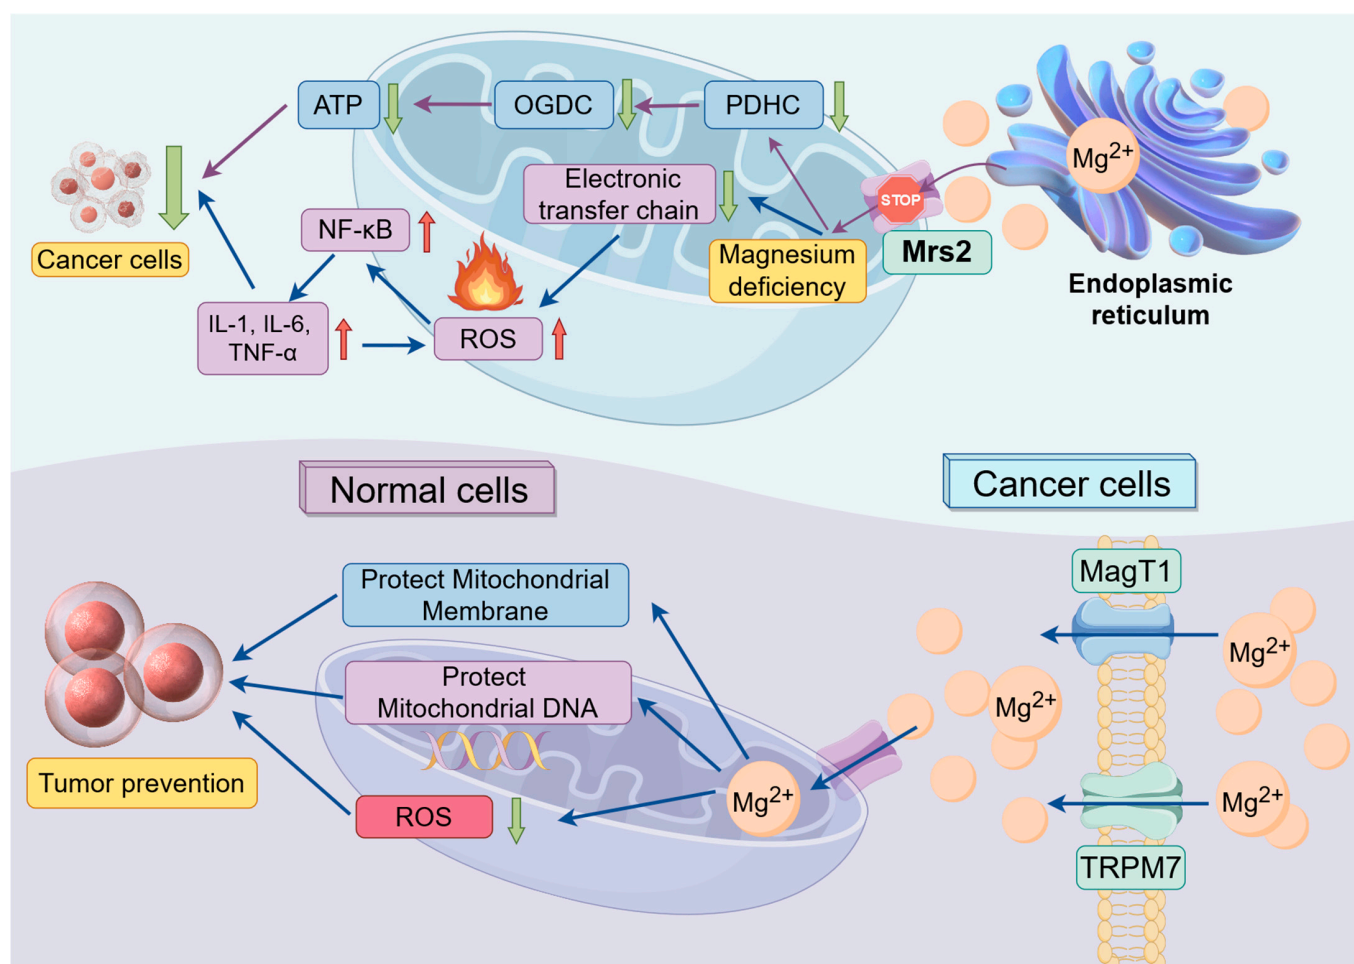 ATP
OGDC
PDHC
Mg2+
Electronic
transfer chain
STOP
NF-κB
Cancer cells
Magnesium
deficiency
Mrs2
Endoplasmic
reticulum
IL-1, IL-6,
TNF-α
ROS
Normal cells
Cancer cells
MagT1
Protect Mitochondrial
Membrane
Mg2+
Protect
Mitochondrial DNA
Mg2+
Tumor prevention
ROS
Mg2+
Mg2+
TRPM7